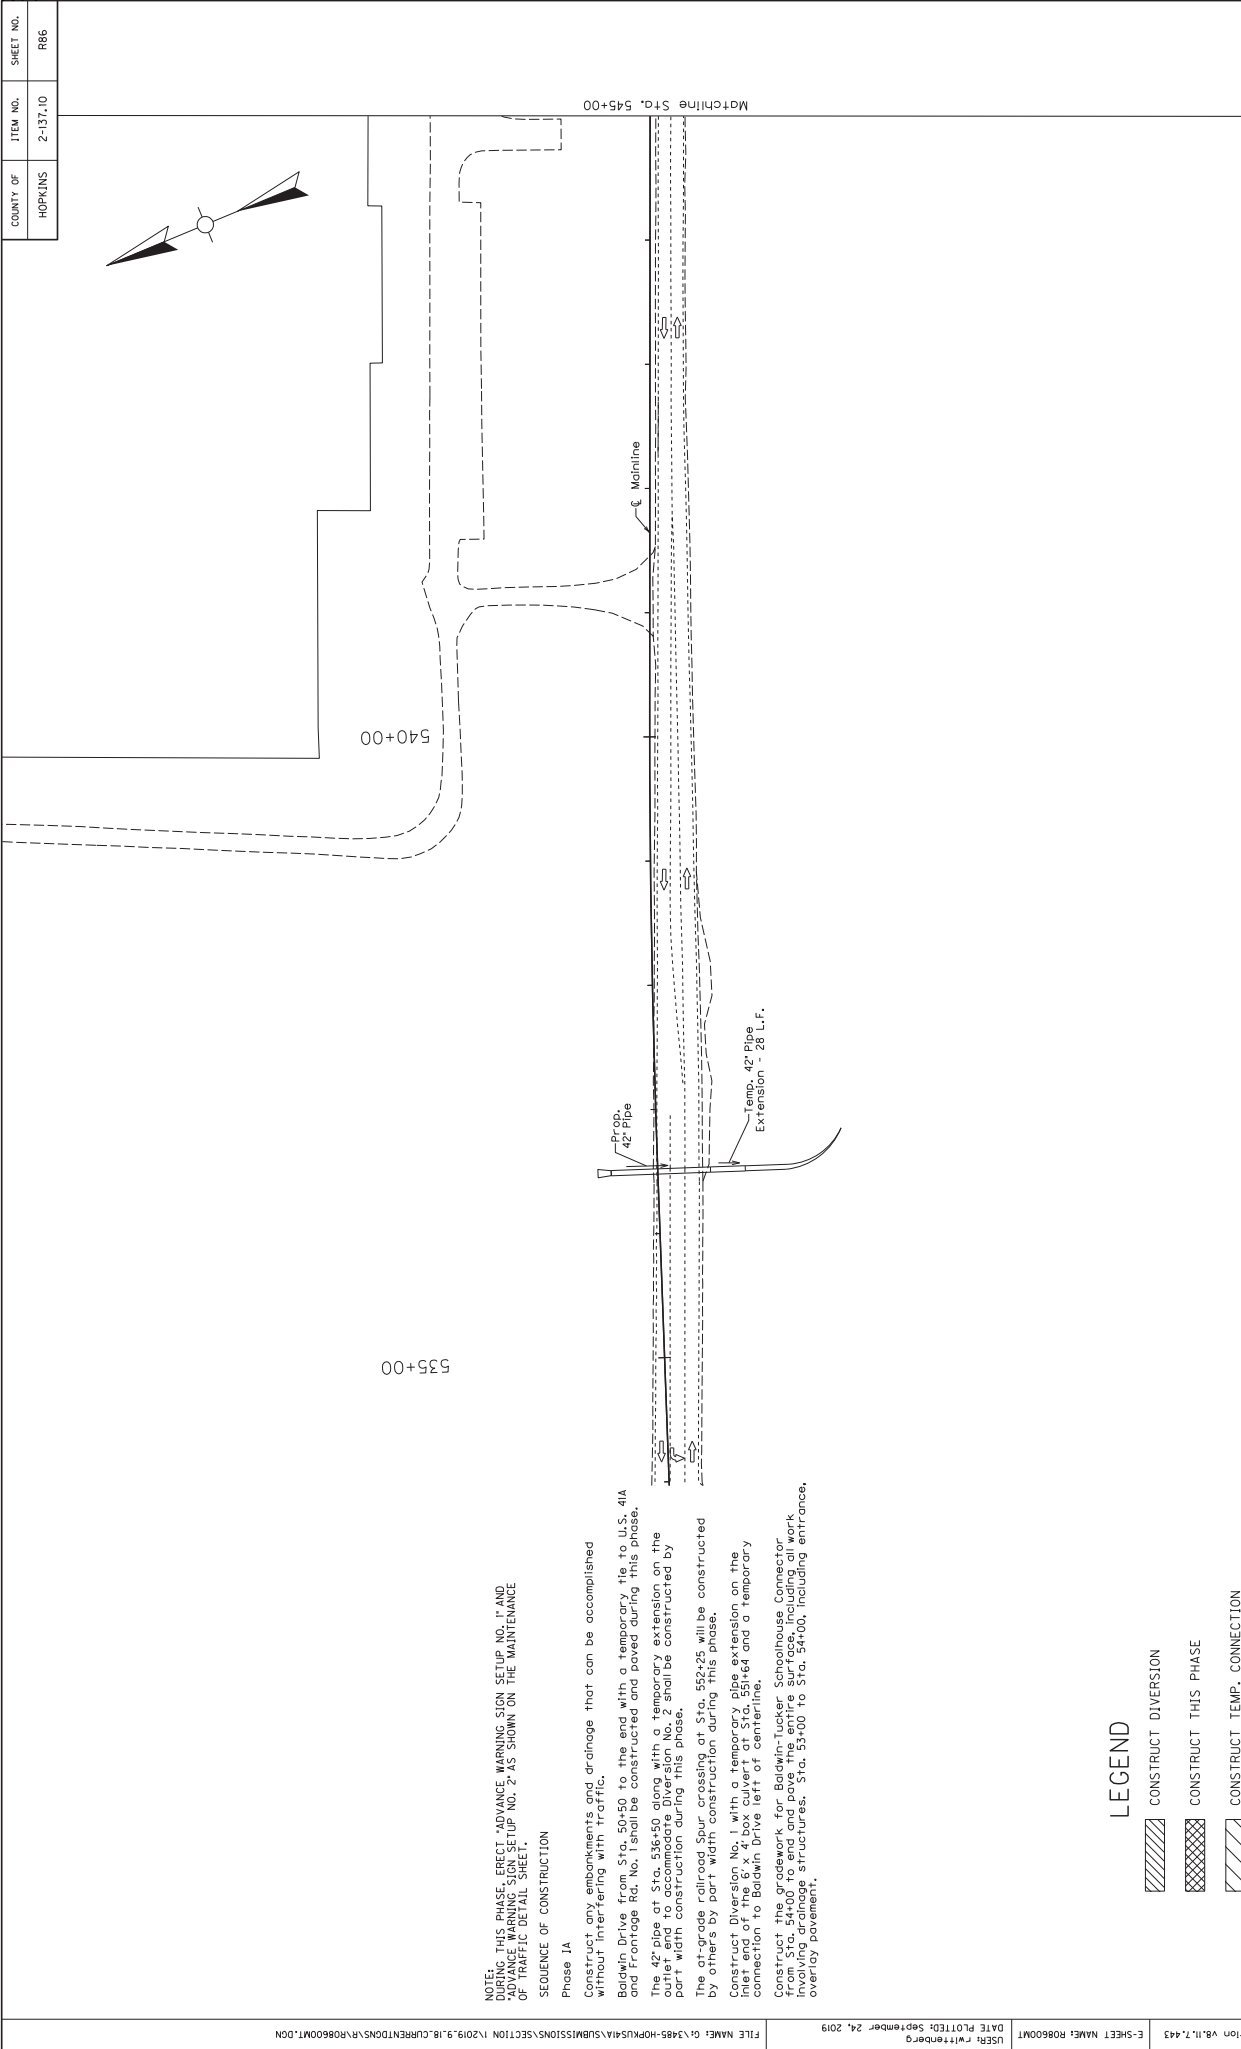 COUNTY OF
ITEM NO.
SHEET NO.
HOPKINS
2-137.10
R86
Matchline Sta. 545+00
℄ Mainline
540+00
Prop.
42" Pipe
Temp. 42" Pipe
Extension - 28 L.F.
535+00
NOTE:
DURING THIS PHASE, ERECT "ADVANCE WARNING SIGN SETUP NO. 1" AND
"ADVANCE WARNING SIGN SETUP NO. 2" AS SHOWN ON THE MAINTENANCE
OF TRAFFIC DETAIL SHEET.
SEQUENCE OF CONSTRUCTION
Phase 1A
Construct any embankments and drainage that can be accomplished
without interfering with traffic.
Baldwin Drive from Sta. 50+50 to the end with a temporary tie to U.S. 41A
and Frontage Rd. No. 1 shall be constructed and paved during this phase.
The 42" pipe at Sta. 536+50 along with a temporary extension on the
outlet end to accommodate Diversion No. 2 shall be constructed by
part width construction during this phase.
The at-grade railroad Spur crossing at Sta. 552+25 will be constructed
by others by part width construction during this phase.
Construct Diversion No. 1 with a temporary pipe extension on the
inlet end of the 6' x 4' box culvert at Sta. 551+64 and a temporary
connection to Baldwin Drive left of centerline.
Construct the gradework for Baldwin-Tucker Schoolhouse Connector
from Sta. 54+00 to end and pave the entire surface, including all work
involving drainage structures. Sta. 53+00 to Sta. 54+00, including entrance,
overlay pavement.
LEGEND
CONSTRUCT DIVERSION
CONSTRUCT THIS PHASE
CONSTRUCT TEMP. CONNECTION
FILE NAME: G:\3485-HOPKUS41A\SUBMISSIONS\SECTION 1\2019_9_18_CURRENTDGNS\R\R08600MT.DGN
USER: rwittenberg
DATE PLOTTED: September 24, 2019
E-SHEET NAME: R08600MT
v8.11.7.443